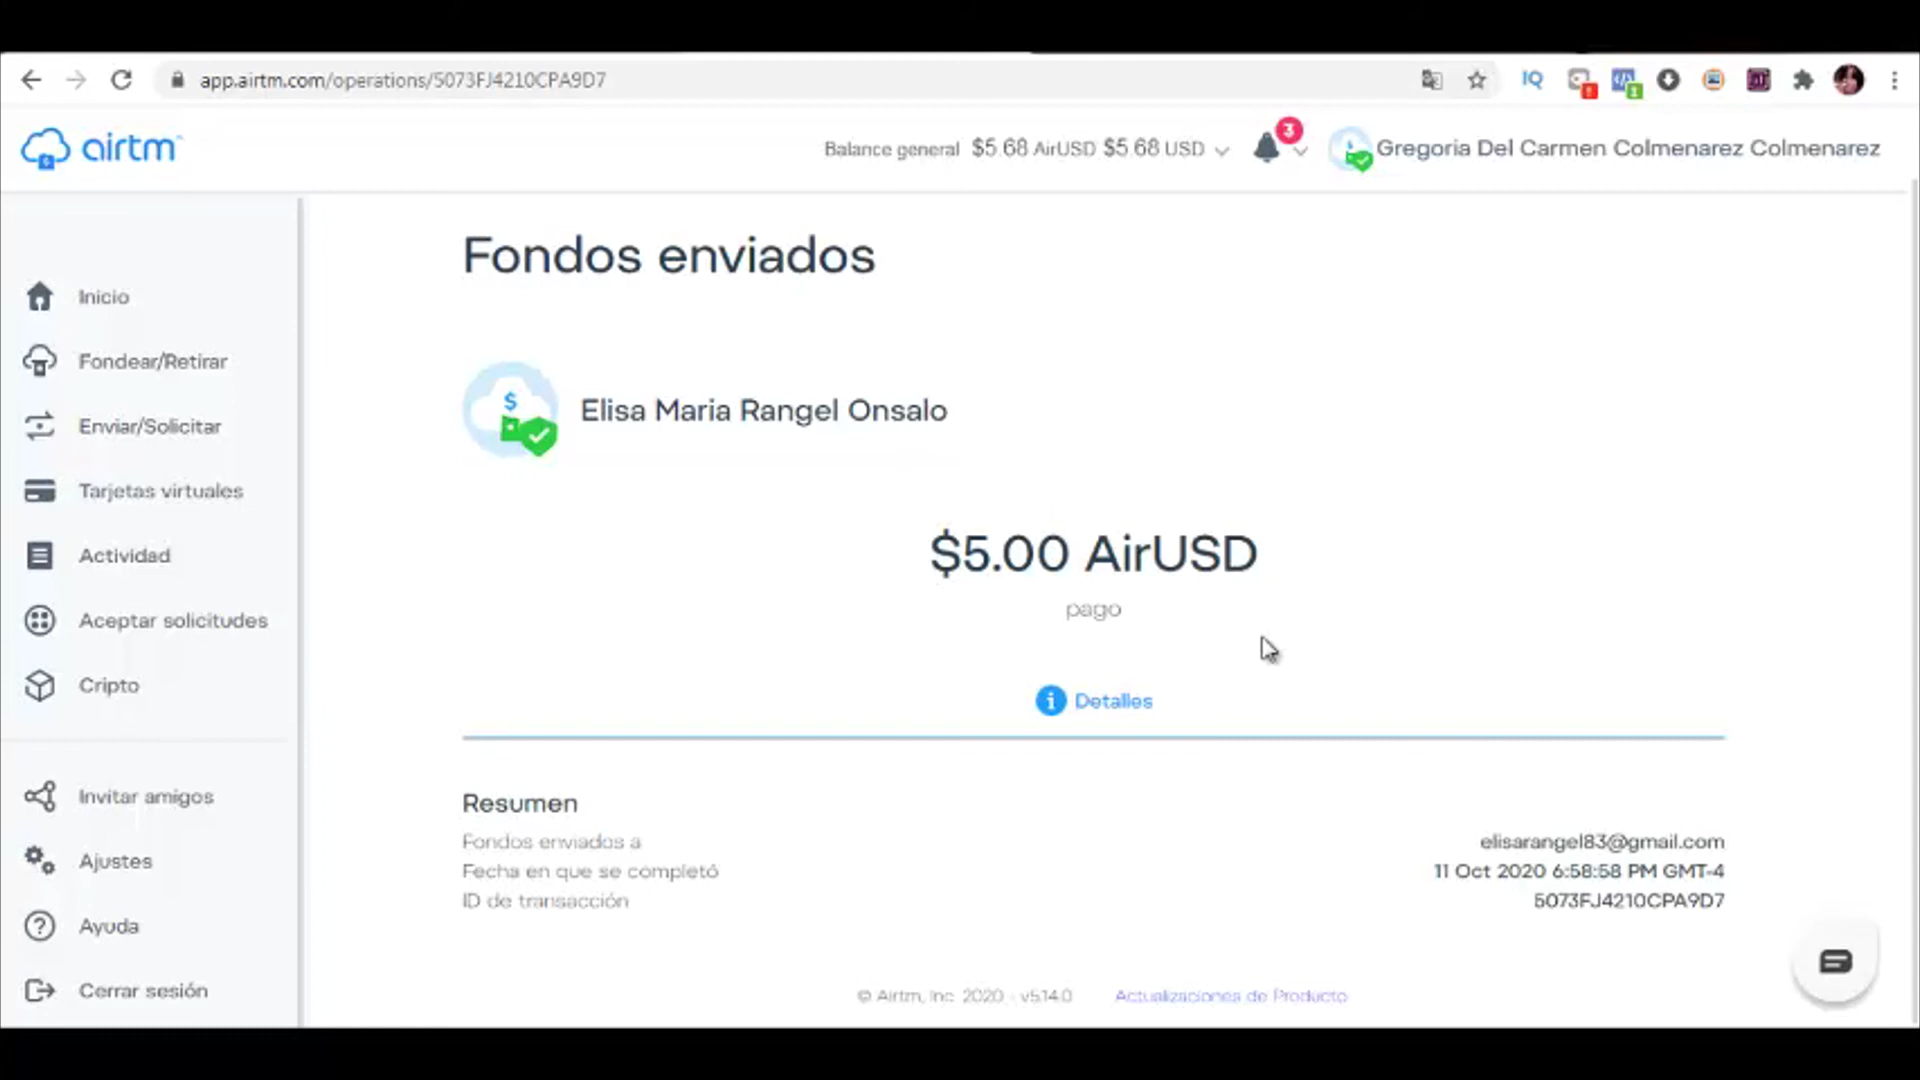 app.airtm.com/operations/5073FJ4210CPA9D7
IQ
airtm
Balance general $5.68 AirUSD $5.68 USD
3
Gregoria Del Carmen Colmenarez Colmenarez
Inicio
Fondear/Retirar
Enviar/Solicitar
Tarjetas virtuales
Actividad
Aceptar solicitudes
Cripto
Invitar amigos
Ajustes
Ayuda
Cerrar sesión
Fondos enviados
Elisa Maria Rangel Onsalo
$5.00 AirUSD
pago
Detalles
Resumen
Fondos enviados a elisarangel83@gmail.com
Fecha en que se completó 11 Oct 2020 6:58:58 PM GMT-4
ID de transacción 5073FJ4210CPA9D7
© Airtm, Inc. 2020 - v5.14.0 Actualizaciones de Producto